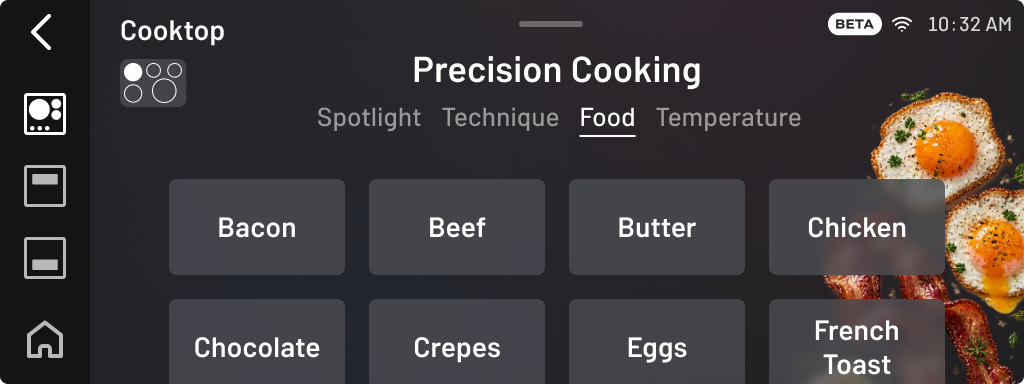 Cooktop
BETA 10:32 AM
Precision Cooking
Spotlight Technique Food Temperature
Bacon Beef Butter Chicken
Chocolate Crepes Eggs French Toast